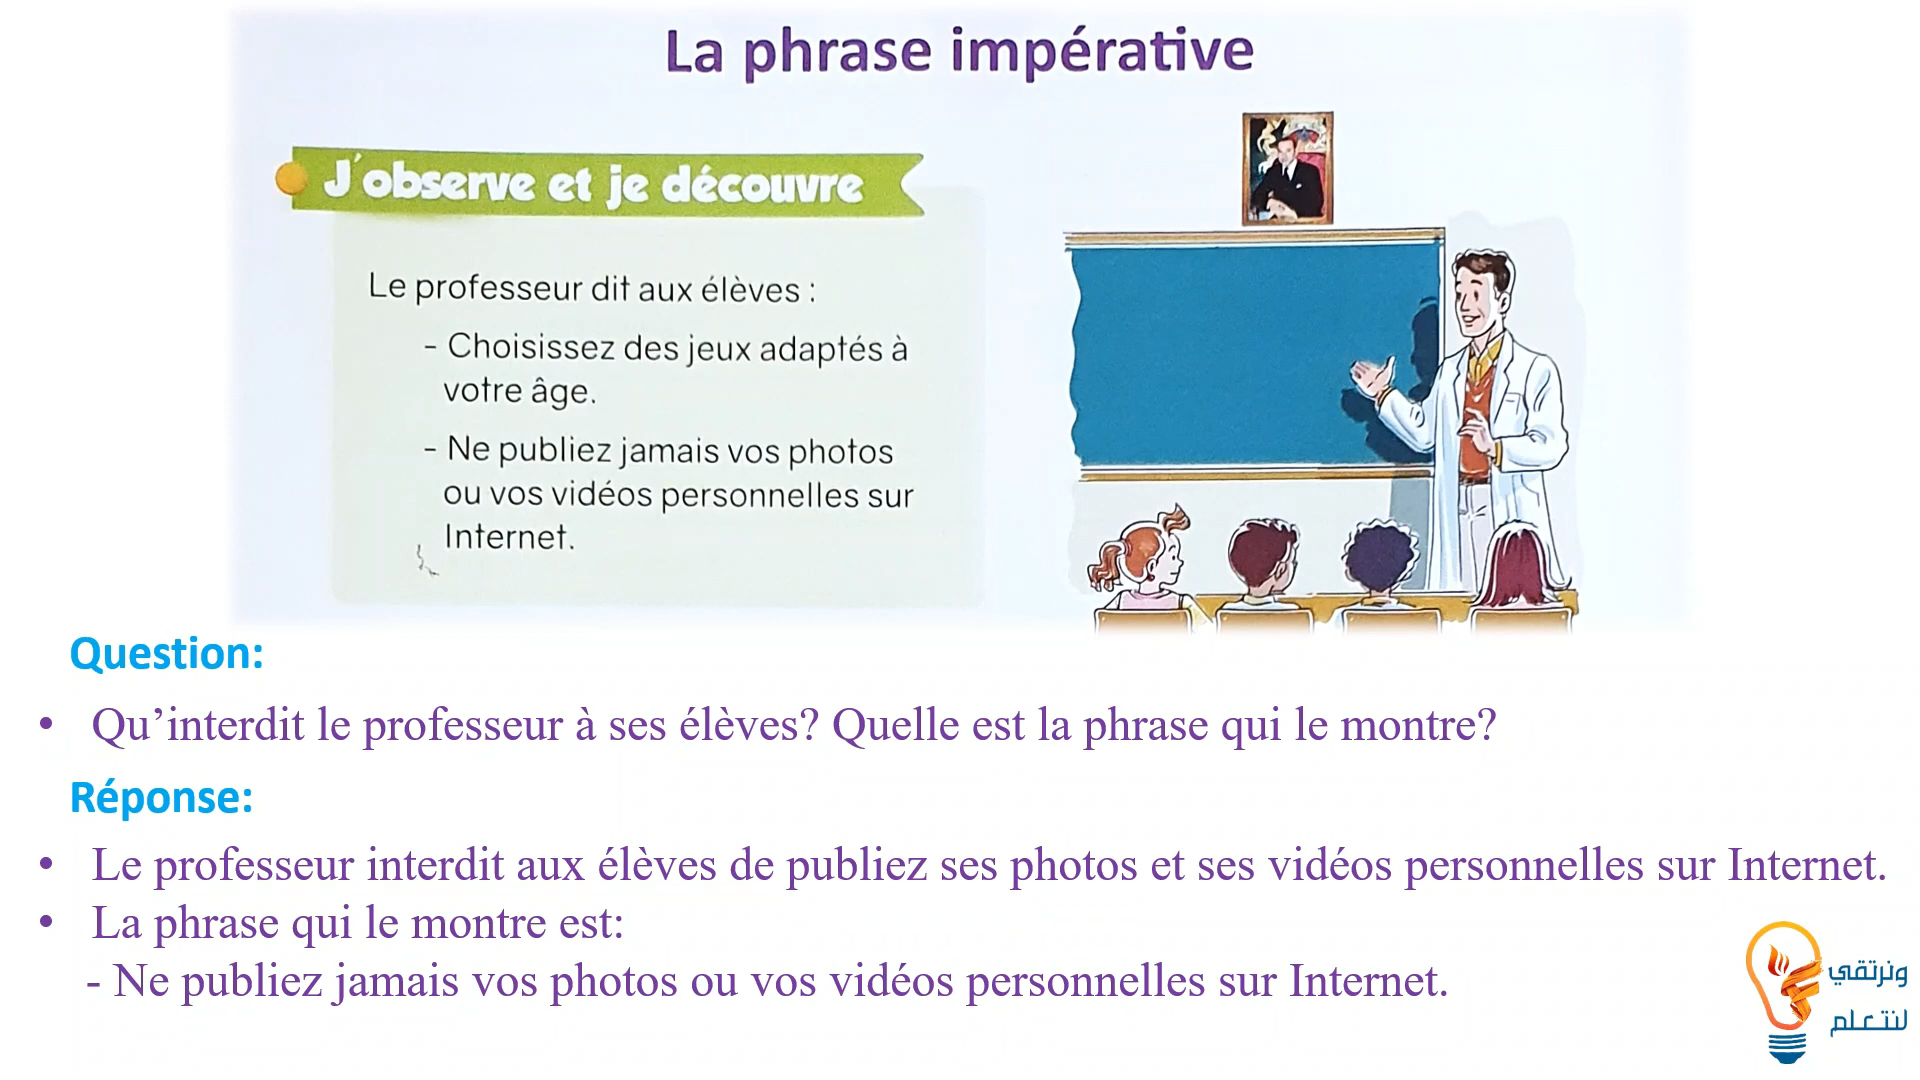 La phrase impérative
J'observe et je découvre
Le professeur dit aux élèves :
- Choisissez des jeux adaptés à
votre âge.
- Ne publiez jamais vos photos
ou vos vidéos personnelles sur
Internet.
Question:
• Qu’interdit le professeur à ses élèves? Quelle est la phrase qui le montre?
Réponse:
• Le professeur interdit aux élèves de publiez ses photos et ses vidéos personnelles sur Internet.
• La phrase qui le montre est:
- Ne publiez jamais vos photos ou vos vidéos personnelles sur Internet.
ونرتقي
لنتعلم